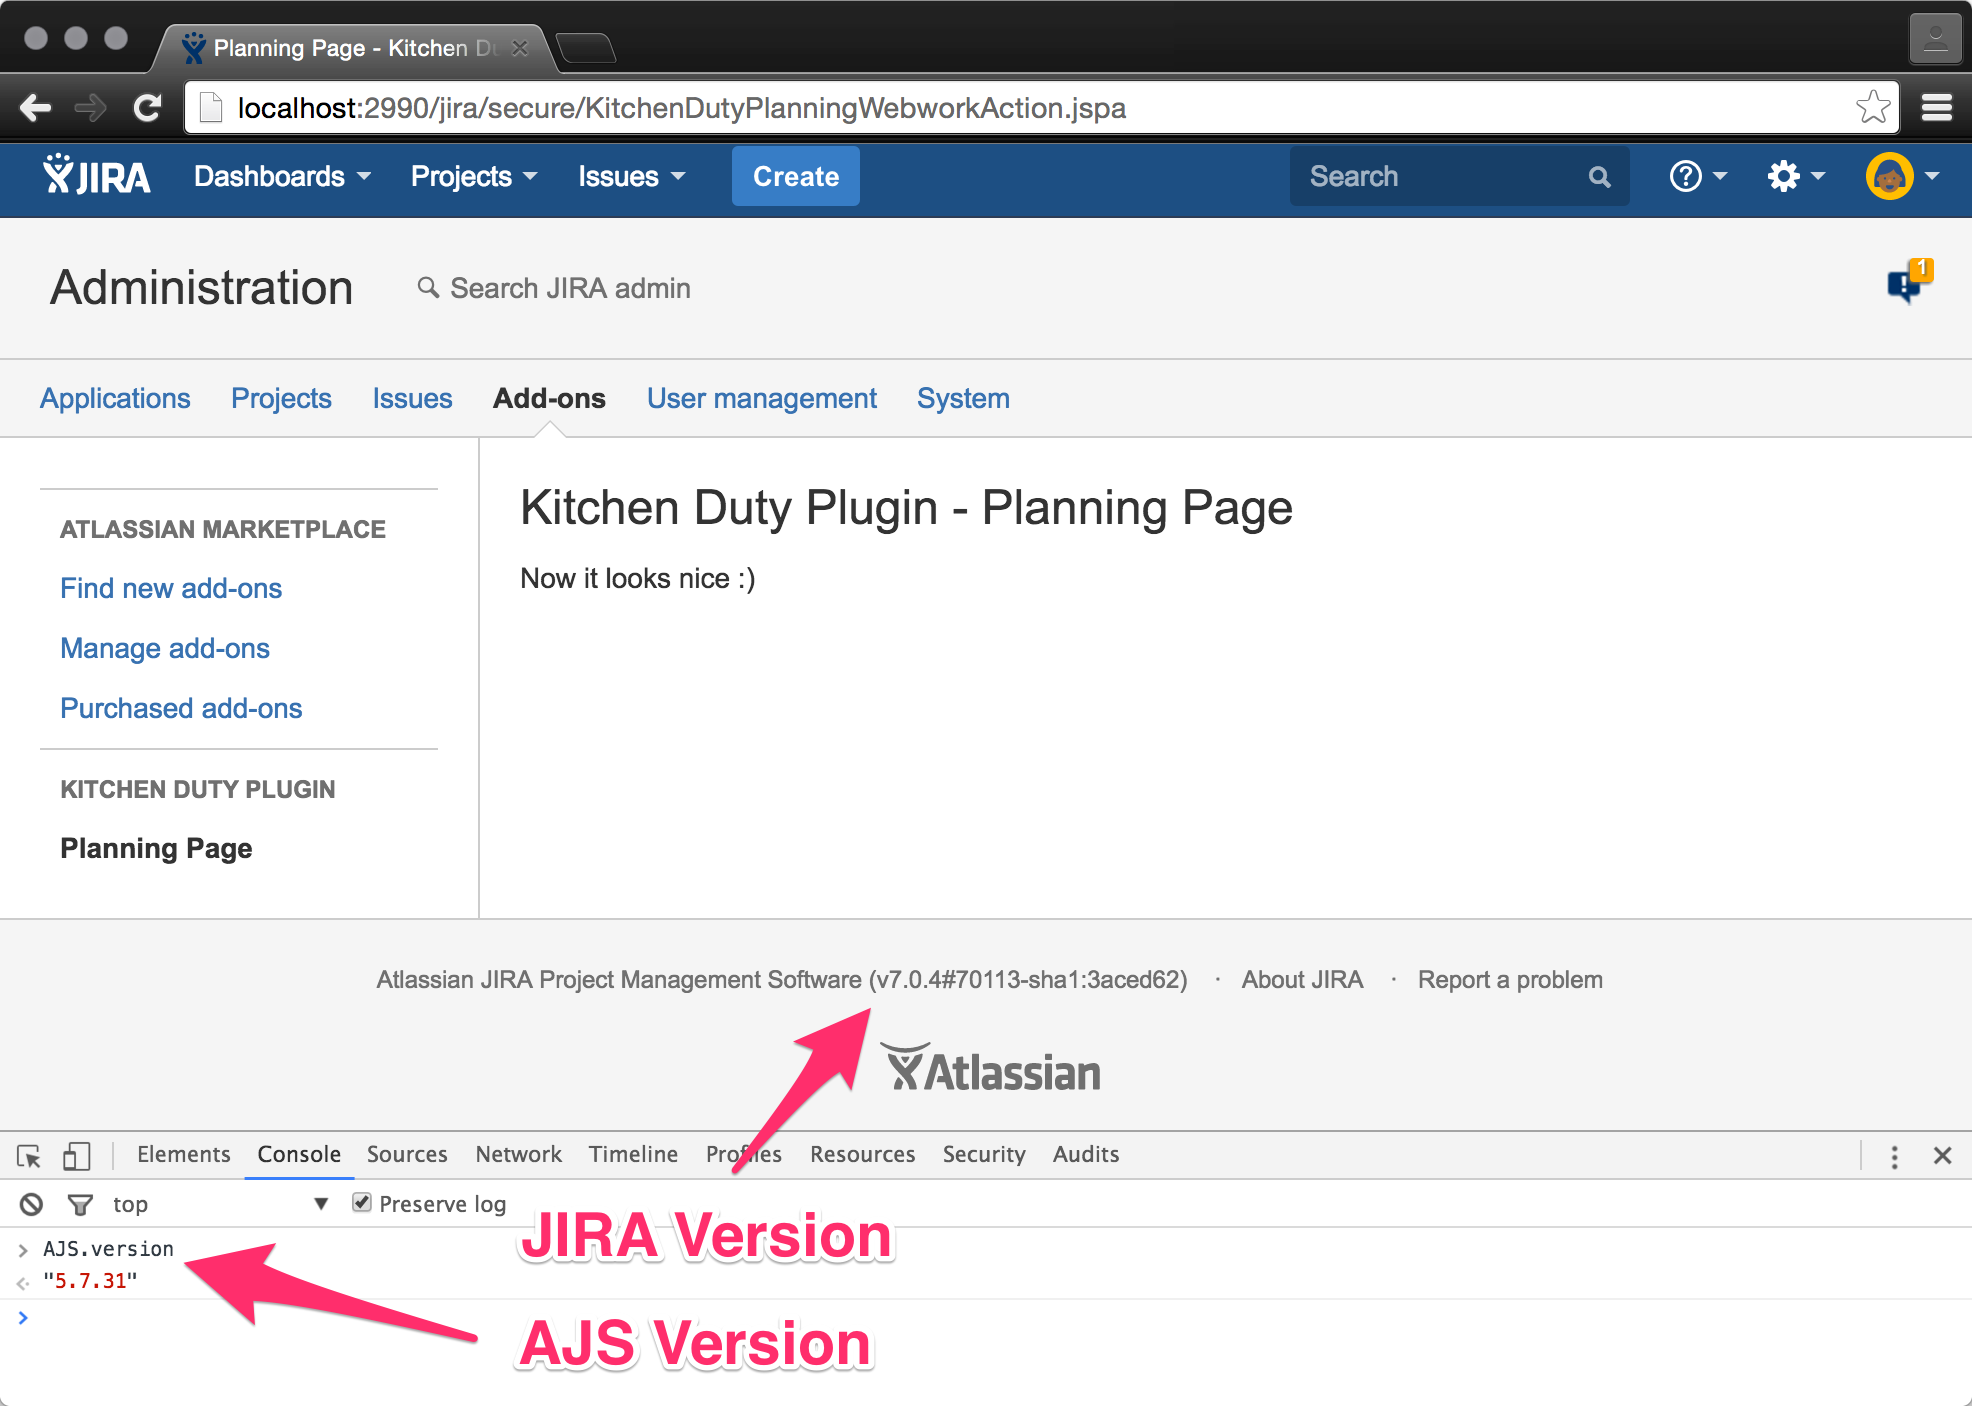 Planning Page - Kitchen Du
localhost:2990/jira/secure/KitchenDutyPlanningWebworkAction.jspa
JIRA Dashboards Projects Issues Create Search
Administration Search JIRA admin 1
Applications Projects Issues Add-ons User management System
ATLASSIAN MARKETPLACE
Find new add-ons
Manage add-ons
Purchased add-ons
KITCHEN DUTY PLUGIN
Planning Page
Kitchen Duty Plugin - Planning Page
Now it looks nice :)
Atlassian JIRA Project Management Software (v7.0.4#70113-sha1:3aced62) · About JIRA · Report a problem
Atlassian
Elements Console Sources Network Timeline Profiles Resources Security Audits
top Preserve log
AJS.version
"5.7.31"
JIRA Version
AJS Version